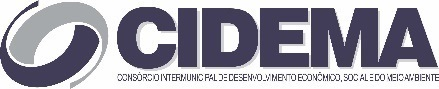 CIDEMA
CONSÓRCIO INTERMUNICIPAL DE DESENVOLVIMENTO ECONÔMICO, SOCIAL E DO MEIO AMBIENTE